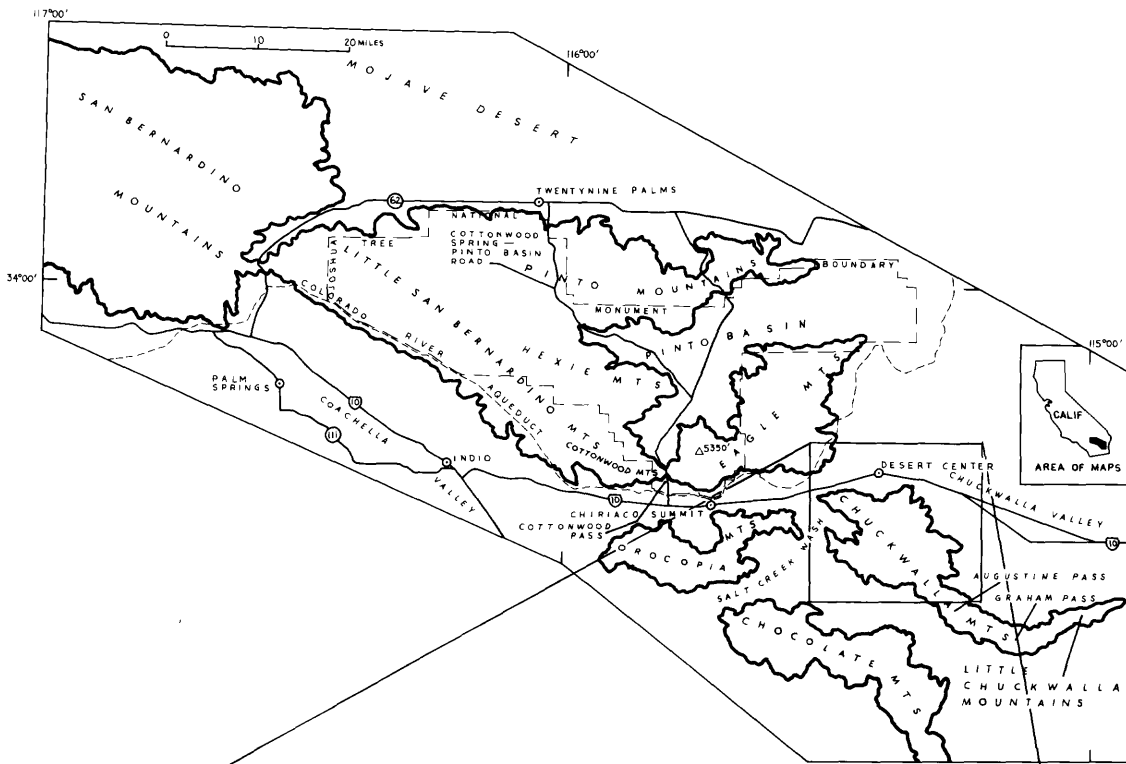 117°00'
0 10 20 MILES
116°00'
MOJAVE DESERT
SAN BERNARDINO
MOUNTAINS
62
TWENTYNINE PALMS
NATIONAL
COTTONWOOD
SPRING —
PINTO BASIN
ROAD
JOSHUA
TREE
LITTLE SAN BERNARDINO MTS
PINTO MOUNTAINS
BOUNDARY
34°00'
MONUMENT
COLORADO RIVER AQUEDUCT
PINTO BASIN
HEXIE MTS
115°00'
PALM
SPRINGS
10
COACHELLA
VALLEY
111
EAGLE MTS
△5350'
CALIF
AREA OF MAPS
COTTONWOOD MTS
INDIO
DESERT CENTER
CHUCKWALLA VALLEY
10
CHIRIACO SUMMIT
10
COTTONWOOD
PASS
OROCOPIA MTS
SALT CREEK WASH
CHUCKWALLA MTS
AUGUSTINE PASS
GRAHAM PASS
CHOCOLATE MTS
LITTLE
CHUCKWALLA
MOUNTAINS